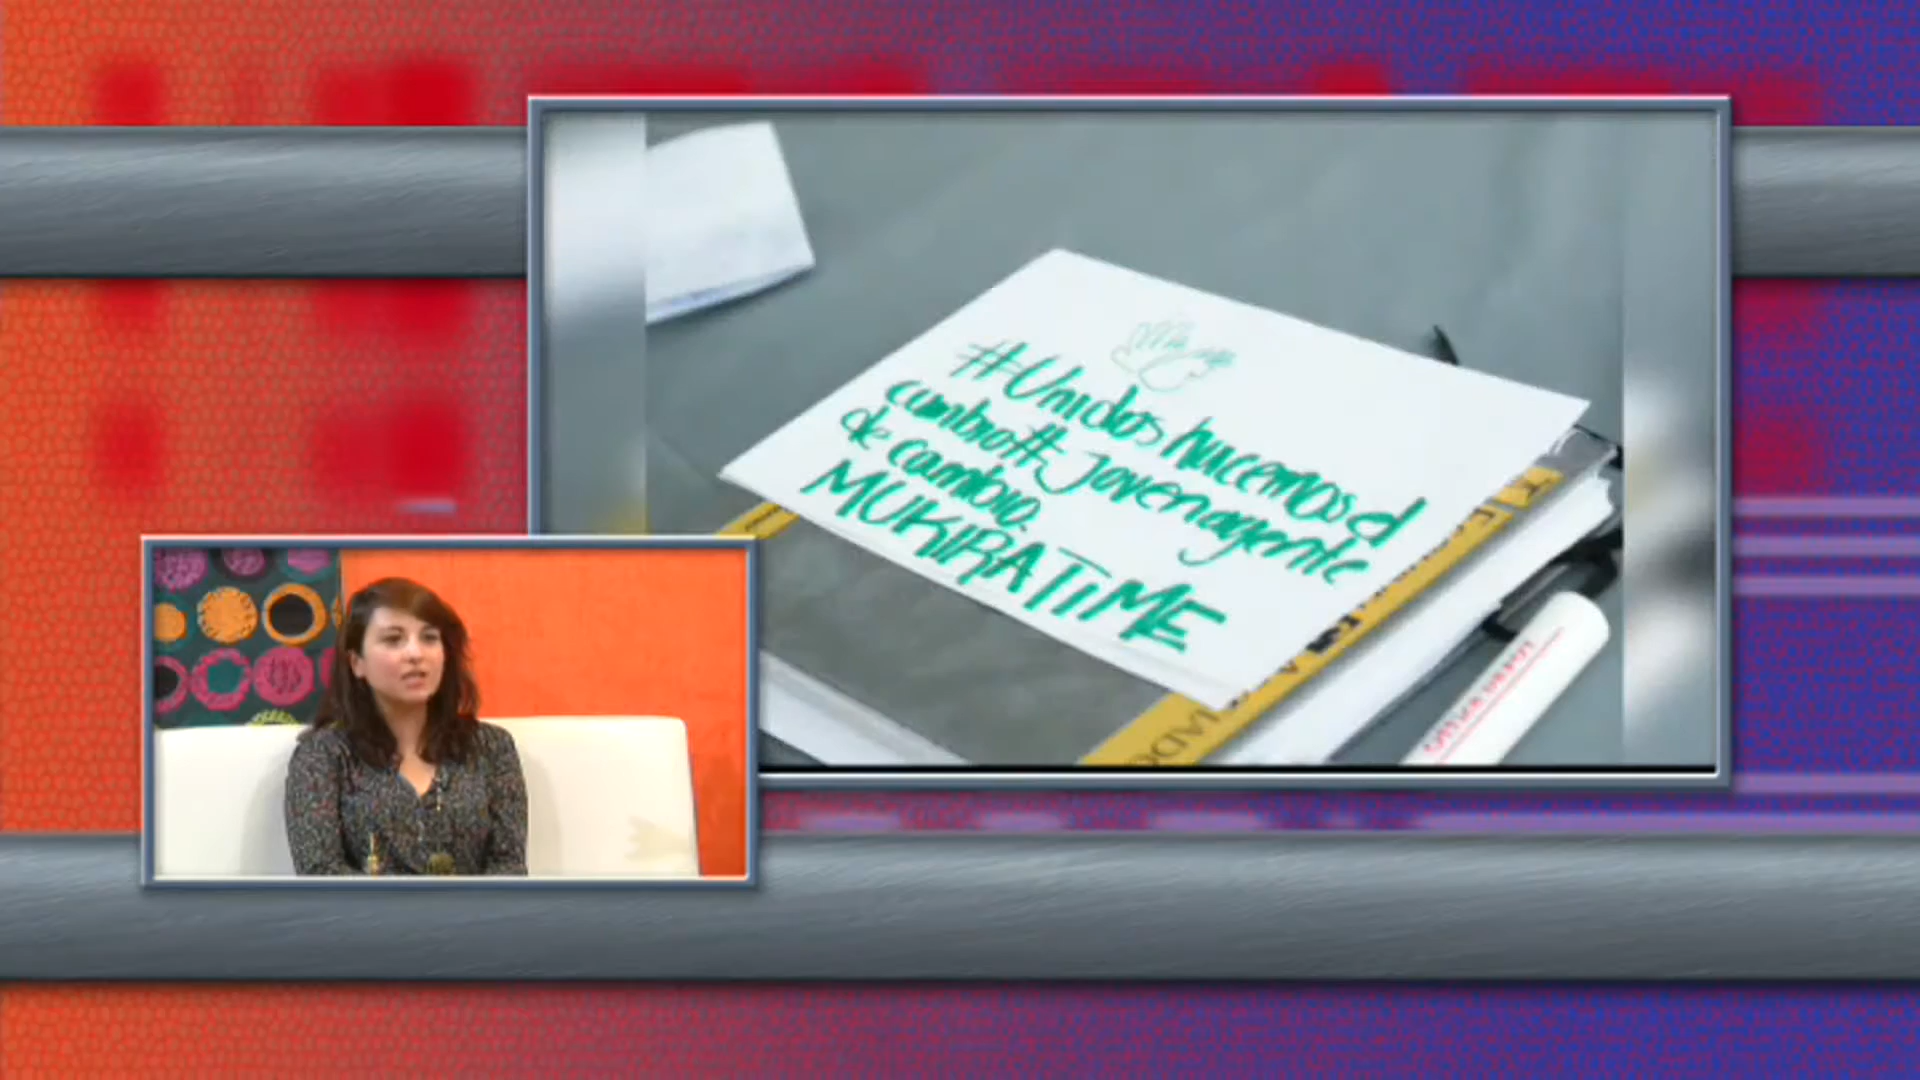 #Unidos hacemos el
cambio# joven agente
de cambio.
MUKIRATIME